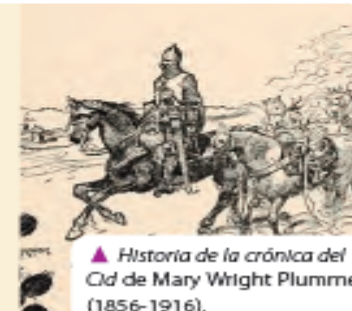 ▲ Historia de la crónica del
Cid de Mary Wright Plumme
(1856-1916).